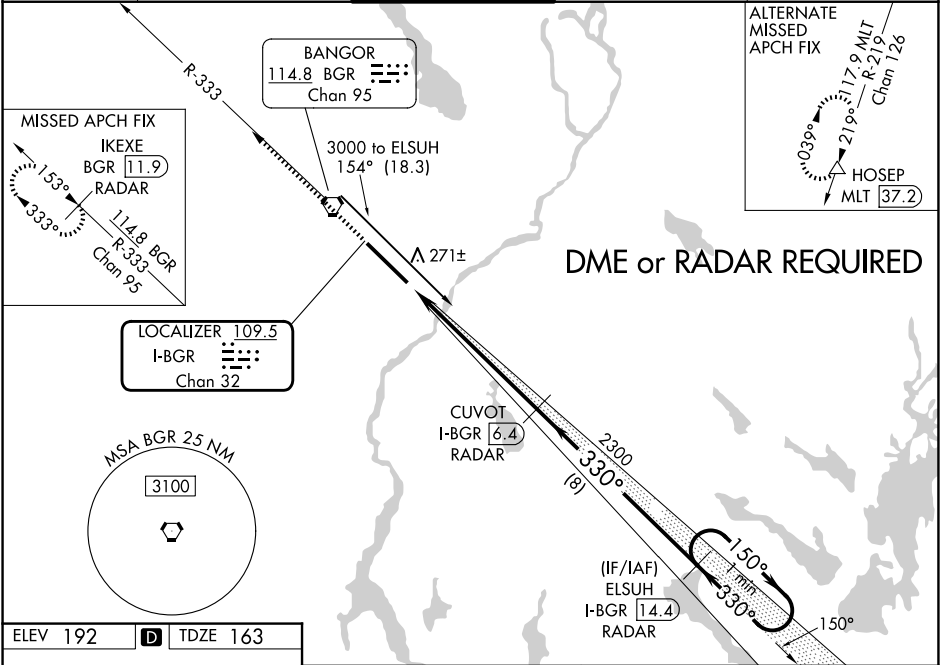 BANGOR
114.8 BGR
Chan 95
R-333
MISSED APCH FIX
IKEXE
BGR 11.9
RADAR
153°
333°
114.8 BGR
R-333
Chan 95
3000 to ELSUH
154° (18.3)
271±
ALTERNATE
MISSED
APCH FIX
117.9 MLT
R-219
Chan 126
039°
219°
HOSEP
MLT 37.2
DME or RADAR REQUIRED
LOCALIZER 109.5
I-BGR
Chan 32
CUVOT
I-BGR 6.4
RADAR
2300
330°
(8)
MSA BGR 25 NM
3100
(IF/IAF)
ELSUH
I-BGR 14.4
RADAR
150°
1 min
330°
150°
ELEV 192 D TDZE 163